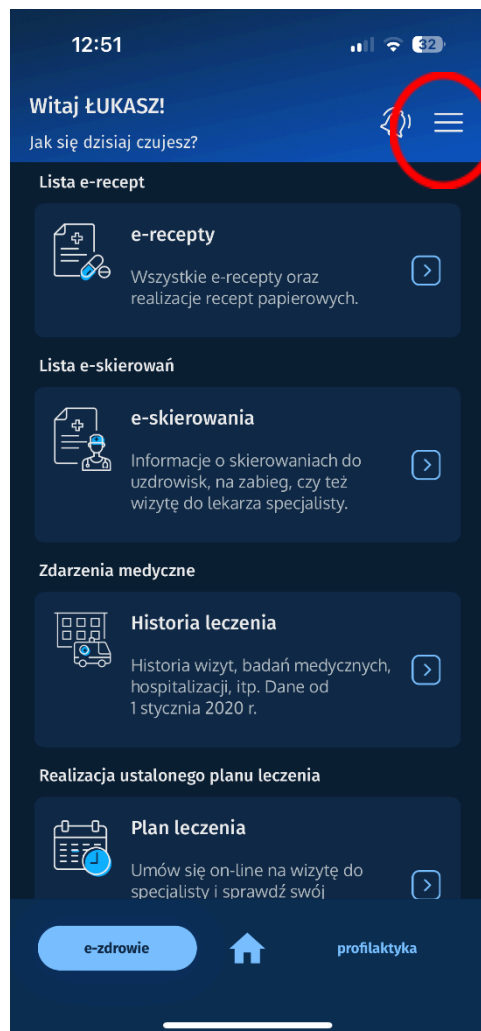 12:51
32
Witaj ŁUKASZ!
Jak się dzisiaj czujesz?
Lista e-recept
e-recepty
Wszystkie e-recepty oraz
realizacje recept papierowych.
Lista e-skierowań
e-skierowania
Informacje o skierowaniach do
uzdrowisk, na zabieg, czy też
wizytę do lekarza specjalisty.
Zdarzenia medyczne
Historia leczenia
Historia wizyt, badań medycznych,
hospitalizacji, itp. Dane od
1 stycznia 2020 r.
Realizacja ustalonego planu leczenia
Plan leczenia
Umów się on-line na wizytę do
specjalisty i sprawdź swój
e-zdrowie
profilaktyka